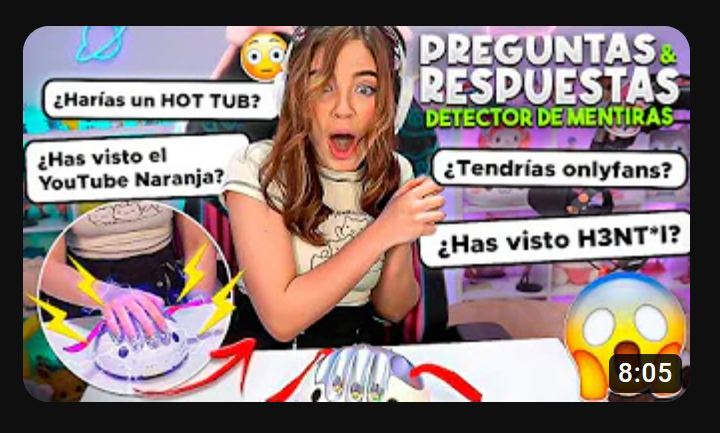 PREGUNTAS &
RESPUESTAS
DETECTOR DE MENTIRAS
¿Harías un HOT TUB?
¿Has visto el
YouTube Naranja?
¿Tendrías onlyfans?
¿Has visto H3NT*I?
8:05